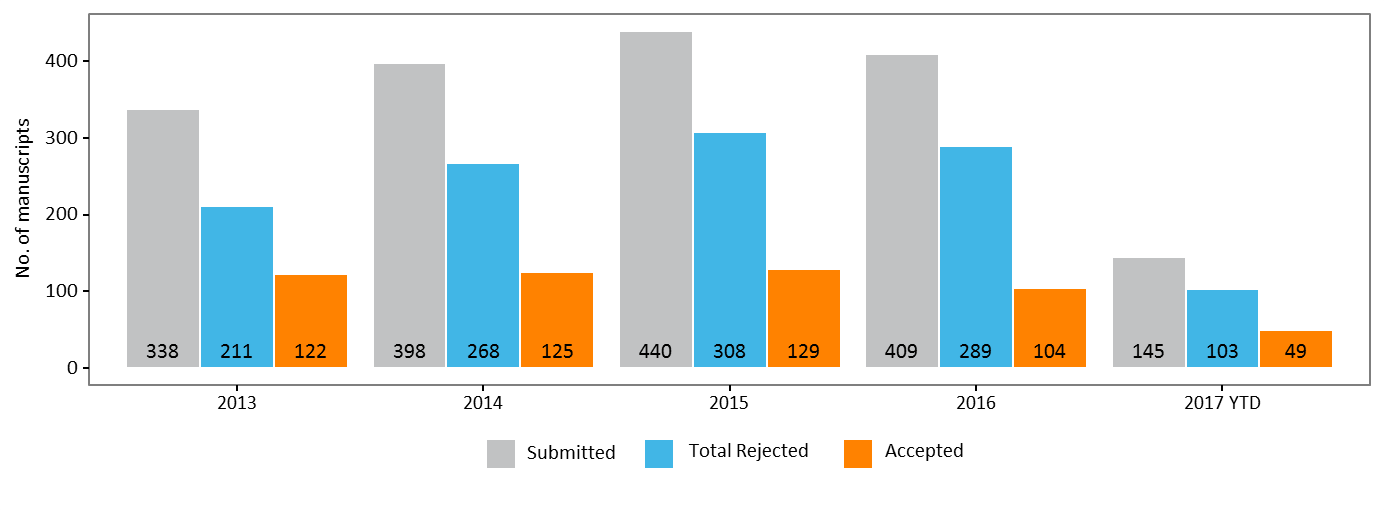 No. of manuscripts
400
300
200
100
0
338 211 122 398 268 125 440 308 129 409 289 104 145 103 49
2013 2014 2015 2016 2017 YTD
Submitted Total Rejected Accepted